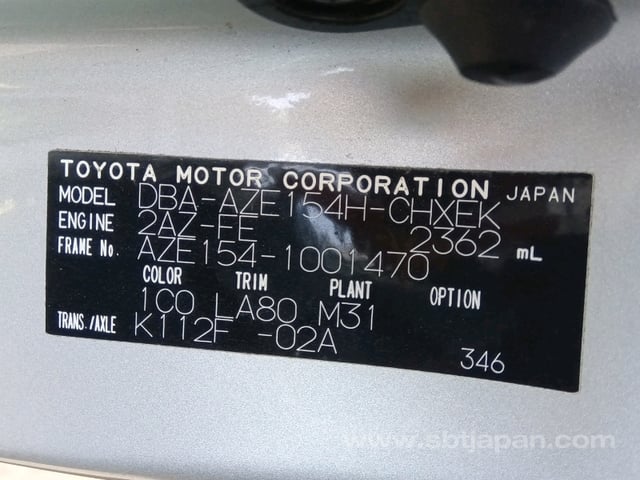 TOYOTA MOTOR CORPORATION JAPAN
MODEL DBA-AZE154H-CHXEK
ENGINE 2AZ-FE 2362 mL
FRAME No. AZE154-1001470
COLOR TRIM PLANT OPTION
1C0 LA80 M31
TRANS./AXLE K112F -02A
346
www.sbtjapan.com